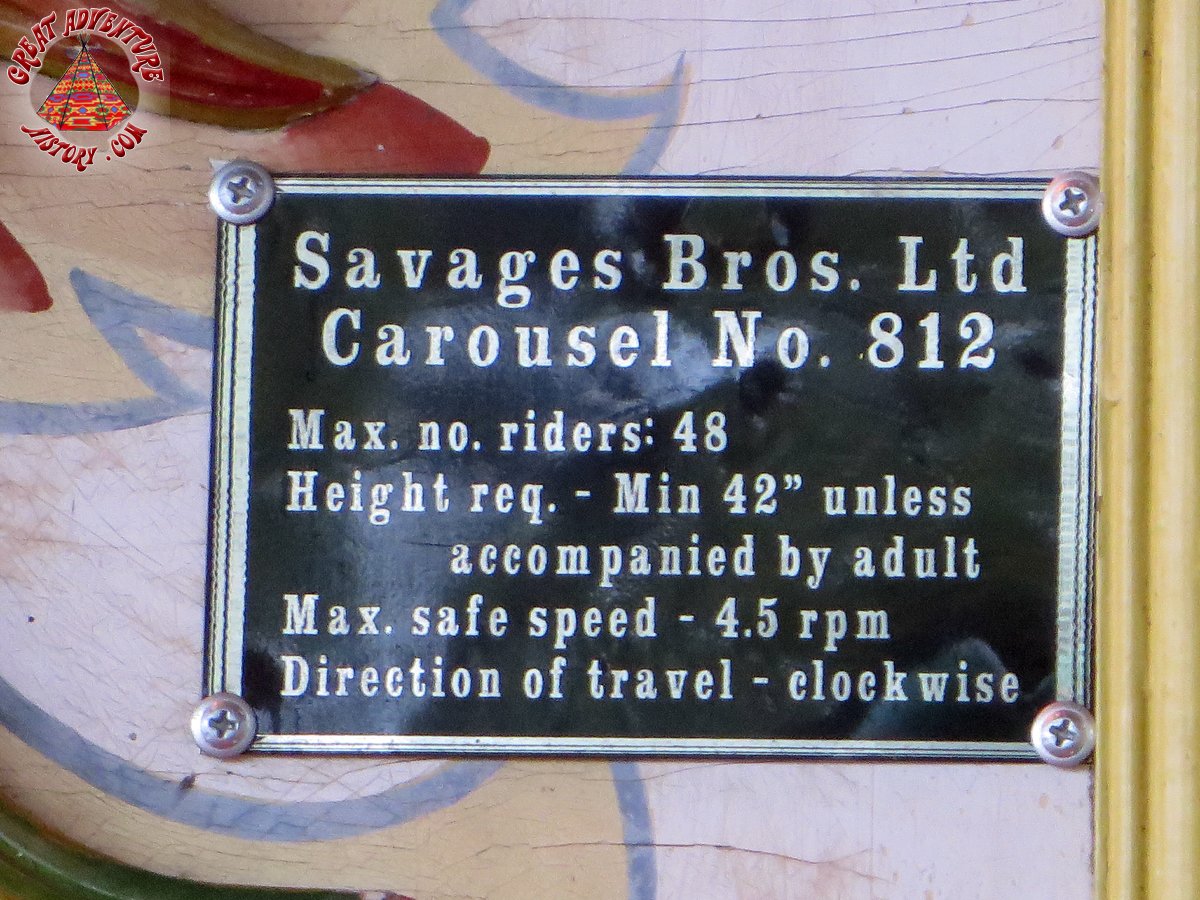 GREAT ADVENTURE
HISTORY.COM
Savages Bros. Ltd
Carousel No. 812
Max. no. riders: 48
Height req. - Min 42” unless
accompanied by adult
Max. safe speed - 4.5 rpm
Direction of travel - clockwise